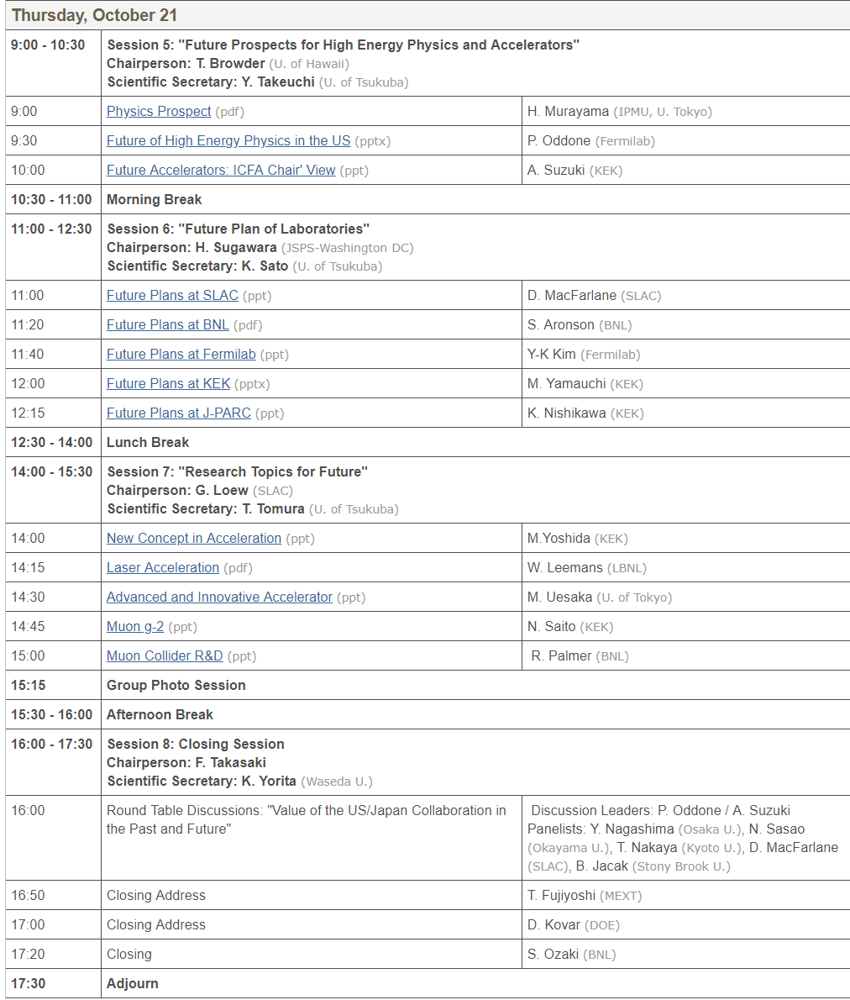 Thursday, October 21
9:00 - 10:30 Session 5: "Future Prospects for High Energy Physics and Accelerators"
Chairperson: T. Browder (U. of Hawaii)
Scientific Secretary: Y. Takeuchi (U. of Tsukuba)
9:00 Physics Prospect (pdf) H. Murayama (IPMU, U. Tokyo)
9:30 Future of High Energy Physics in the US (pptx) P. Oddone (Fermilab)
10:00 Future Accelerators: ICFA Chair' View (ppt) A. Suzuki (KEK)
10:30 - 11:00 Morning Break
11:00 - 12:30 Session 6: "Future Plan of Laboratories"
Chairperson: H. Sugawara (JSPS-Washington DC)
Scientific Secretary: K. Sato (U. of Tsukuba)
11:00 Future Plans at SLAC (ppt) D. MacFarlane (SLAC)
11:20 Future Plans at BNL (pdf) S. Aronson (BNL)
11:40 Future Plans at Fermilab (ppt) Y-K Kim (Fermilab)
12:00 Future Plans at KEK (pptx) M. Yamauchi (KEK)
12:15 Future Plans at J-PARC (ppt) K. Nishikawa (KEK)
12:30 - 14:00 Lunch Break
14:00 - 15:30 Session 7: "Research Topics for Future"
Chairperson: G. Loew (SLAC)
Scientific Secretary: T. Tomura (U. of Tsukuba)
14:00 New Concept in Acceleration (ppt) M.Yoshida (KEK)
14:15 Laser Acceleration (pdf) W. Leemans (LBNL)
14:30 Advanced and Innovative Accelerator (ppt) M. Uesaka (U. of Tokyo)
14:45 Muon g-2 (ppt) N. Saito (KEK)
15:00 Muon Collider R&D (ppt) R. Palmer (BNL)
15:15 Group Photo Session
15:30 - 16:00 Afternoon Break
16:00 - 17:30 Session 8: Closing Session
Chairperson: F. Takasaki
Scientific Secretary: K. Yorita (Waseda U.)
16:00 Round Table Discussions: "Value of the US/Japan Collaboration in
the Past and Future"
Discussion Leaders: P. Oddone / A. Suzuki
Panelists: Y. Nagashima (Osaka U.), N. Sasao
(Okayama U.), T. Nakaya (Kyoto U.), D. MacFarlane
(SLAC), B. Jacak (Stony Brook U.)
16:50 Closing Address T. Fujiyoshi (MEXT)
17:00 Closing Address D. Kovar (DOE)
17:20 Closing S. Ozaki (BNL)
17:30 Adjourn